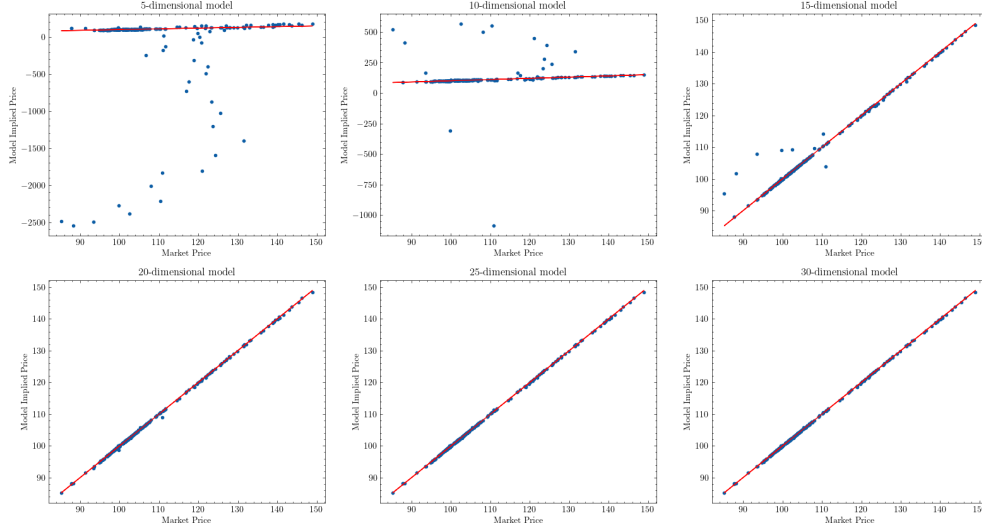 5-dimensional model
10-dimensional model
15-dimensional model
Model Implied Price
0
−500
−1000
−1500
−2000
−2500
90 100 110 120 130 140 150
Market Price
Model Implied Price
500
250
0
−250
−500
−750
−1000
90 100 110 120 130 140 150
Market Price
Model Implied Price
150
140
130
120
110
100
90
90 100 110 120 130 140 150
Market Price
20-dimensional model
25-dimensional model
30-dimensional model
Model Implied Price
150
140
130
120
110
100
90
90 100 110 120 130 140 150
Market Price
Model Implied Price
150
140
130
120
110
100
90
90 100 110 120 130 140 150
Market Price
Model Implied Price
150
140
130
120
110
100
90
90 100 110 120 130 140 150
Market Price